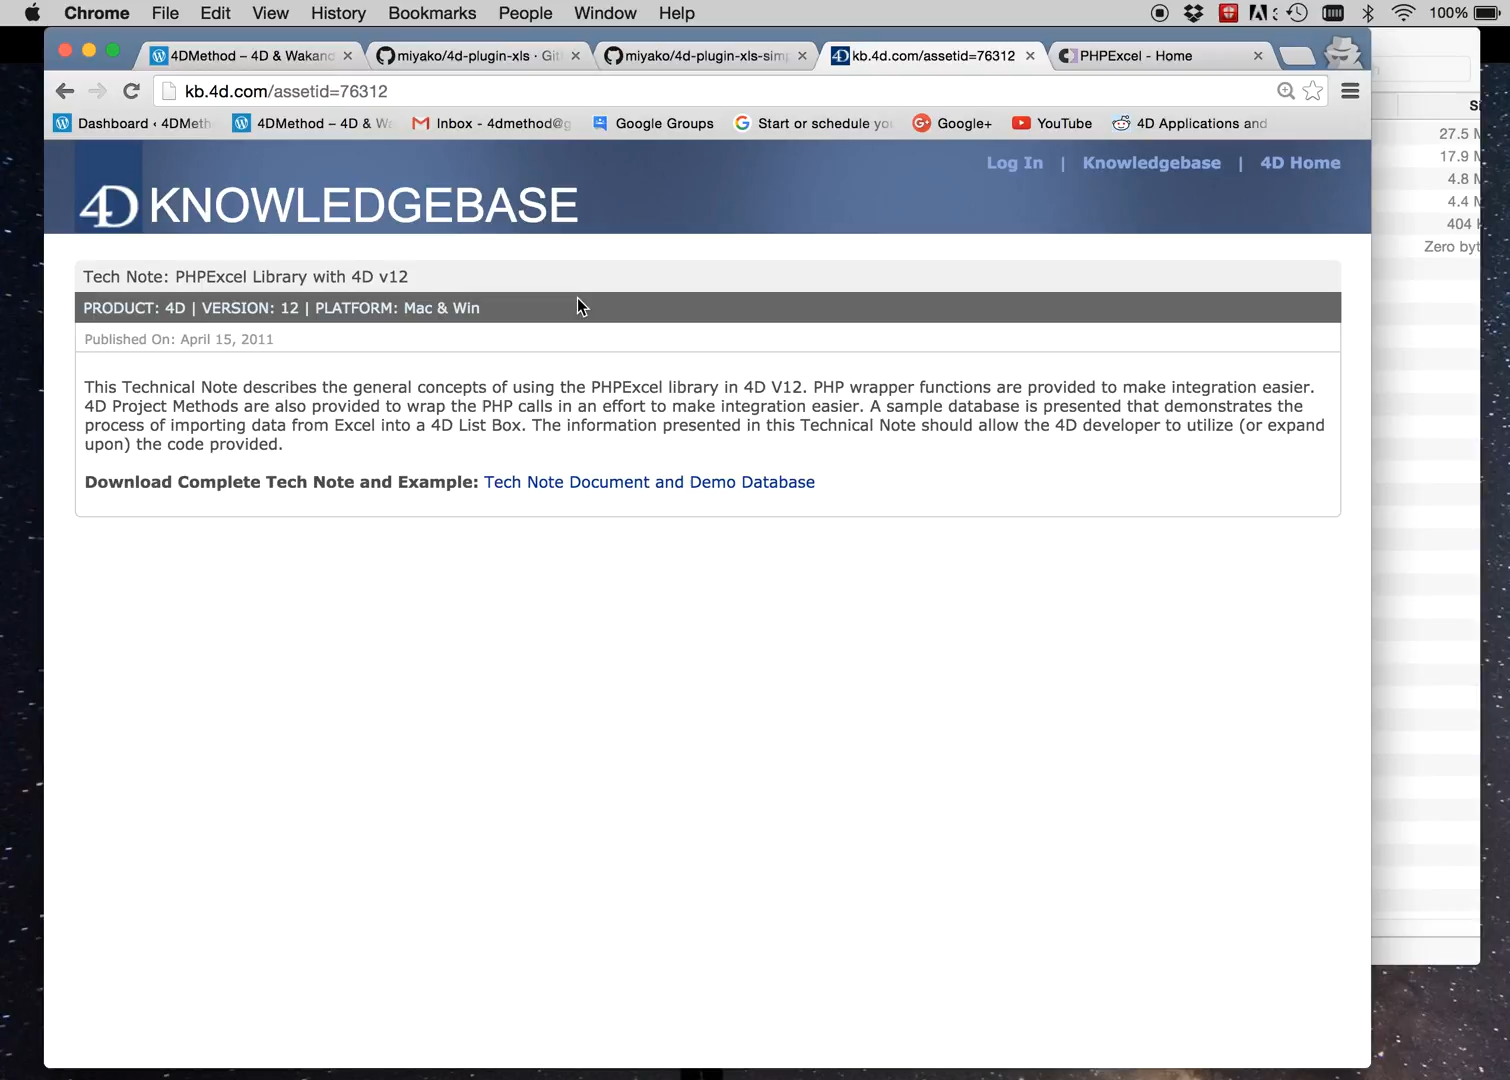 Chrome File Edit View History Bookmarks People Window Help 100%
4DMethod – 4D & Wakand miyako/4d-plugin-xls · Git miyako/4d-plugin-xls-simp kb.4d.com/assetid=76312 PHPExcel - Home
kb.4d.com/assetid=76312
Dashboard ‹ 4DMeth 4DMethod – 4D & W Inbox - 4dmethod@g Google Groups Start or schedule yo Google+ YouTube 4D Applications and
Log In | Knowledgebase | 4D Home
4D KNOWLEDGEBASE
Tech Note: PHPExcel Library with 4D v12
PRODUCT: 4D | VERSION: 12 | PLATFORM: Mac & Win
Published On: April 15, 2011
This Technical Note describes the general concepts of using the PHPExcel library in 4D V12. PHP wrapper functions are provided to make integration easier.
4D Project Methods are also provided to wrap the PHP calls in an effort to make integration easier. A sample database is presented that demonstrates the
process of importing data from Excel into a 4D List Box. The information presented in this Technical Note should allow the 4D developer to utilize (or expand
upon) the code provided.
Download Complete Tech Note and Example: Tech Note Document and Demo Database
Si
27.5 M
17.9 M
4.8 M
4.4 M
404 K
Zero byt